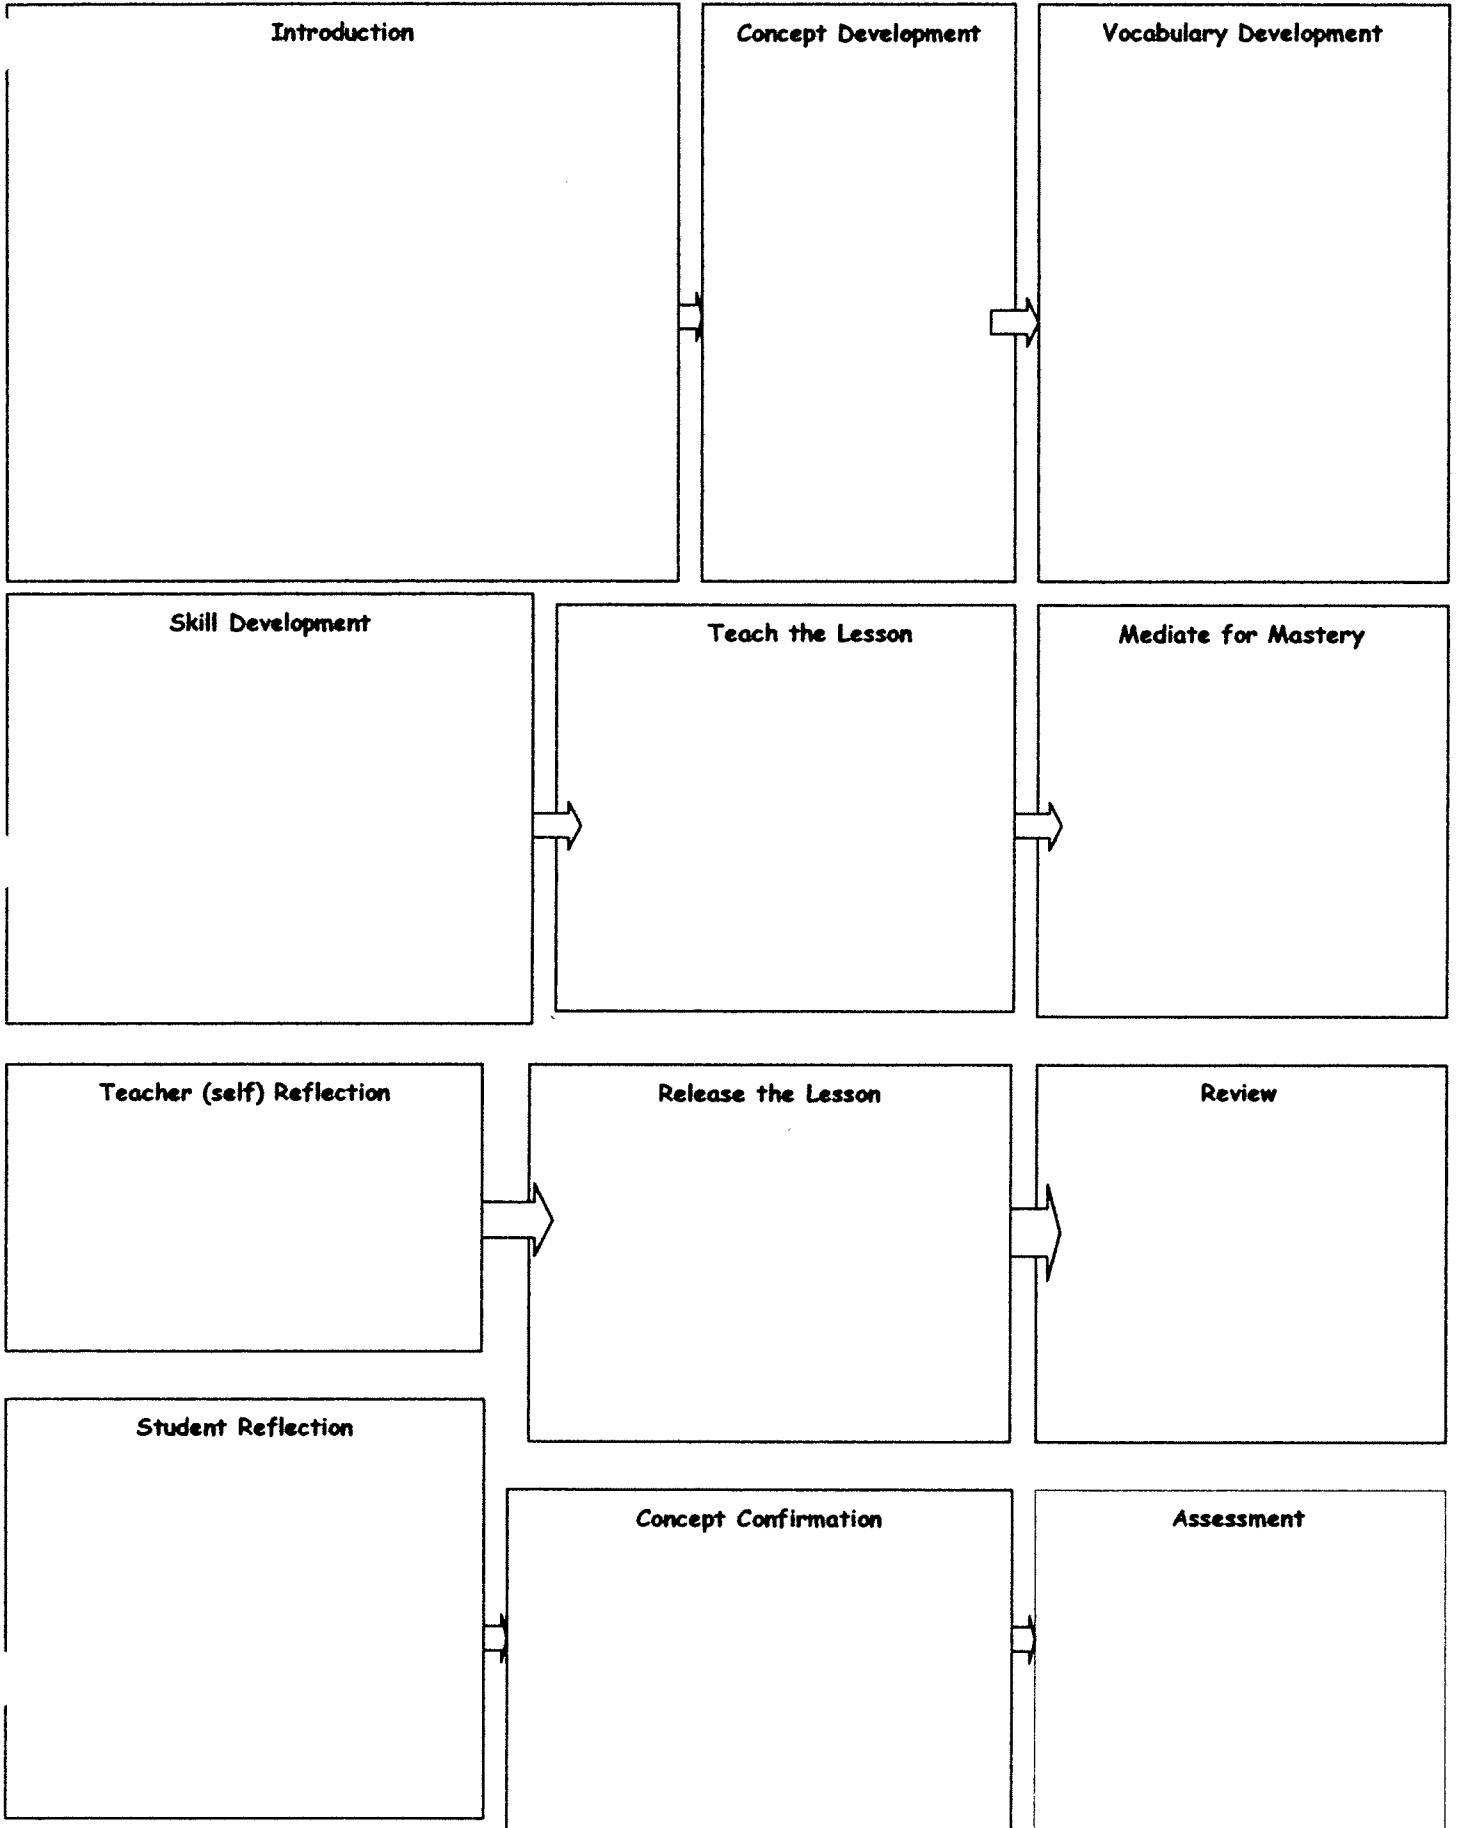 Introduction
Concept Development
Vocabulary Development
Skill Development
Teach the Lesson
Mediate for Mastery
Teacher (self) Reflection
Release the Lesson
Review
Student Reflection
Concept Confirmation
Assessment